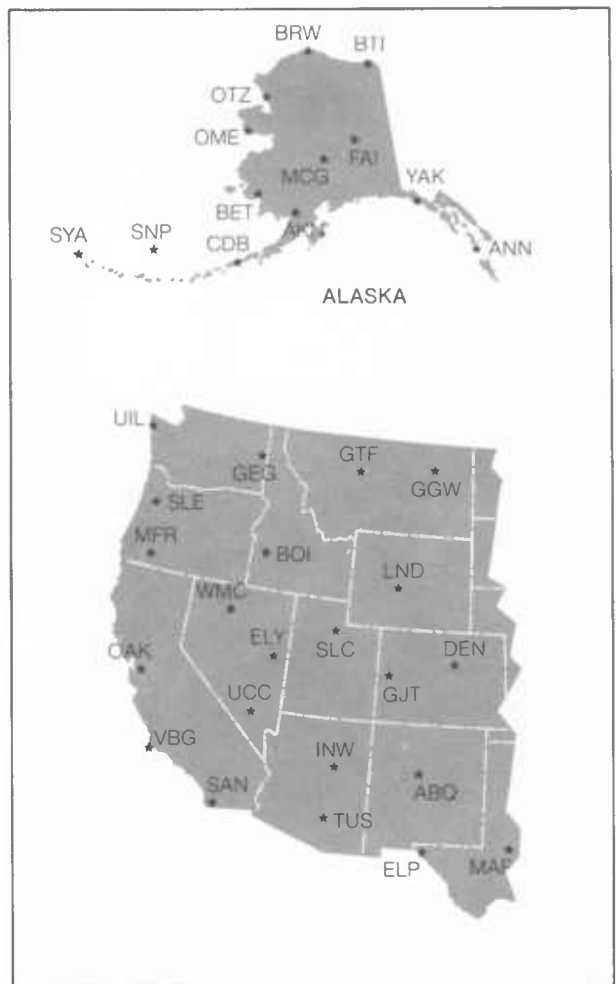 BRW
BTI
OTZ
OME
FAI
MCG
YAK
BET
AKN
SYA
SNP
CDB
ANN
ALASKA
UIL
GEG
GTF
GGW
SLE
MFR
BOI
LND
WMC
ELY
SLC
DEN
OAK
UCC
GJT
VBG
INW
ABQ
SAN
TUS
ELP
MAF